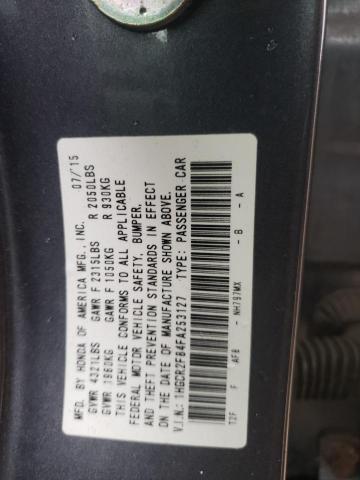 MFD. BY HONDA OF AMERICA MFG., INC. 07/15
GVWR 4321LBS GAWR F 2315LBS R 2050LBS
GVWR 1960KG GAWR F 1050KG R 930KG
THIS VEHICLE CONFORMS TO ALL APPLICABLE
FEDERAL MOTOR VEHICLE SAFETY, BUMPER,
AND THEFT PREVENTION STANDARDS IN EFFECT
ON THE DATE OF MANUFACTURE SHOWN ABOVE.
V.I.N.: 1HGCR2F84FA253127 TYPE: PASSENGER CAR
T2F F AFB - NH797MX - B - A